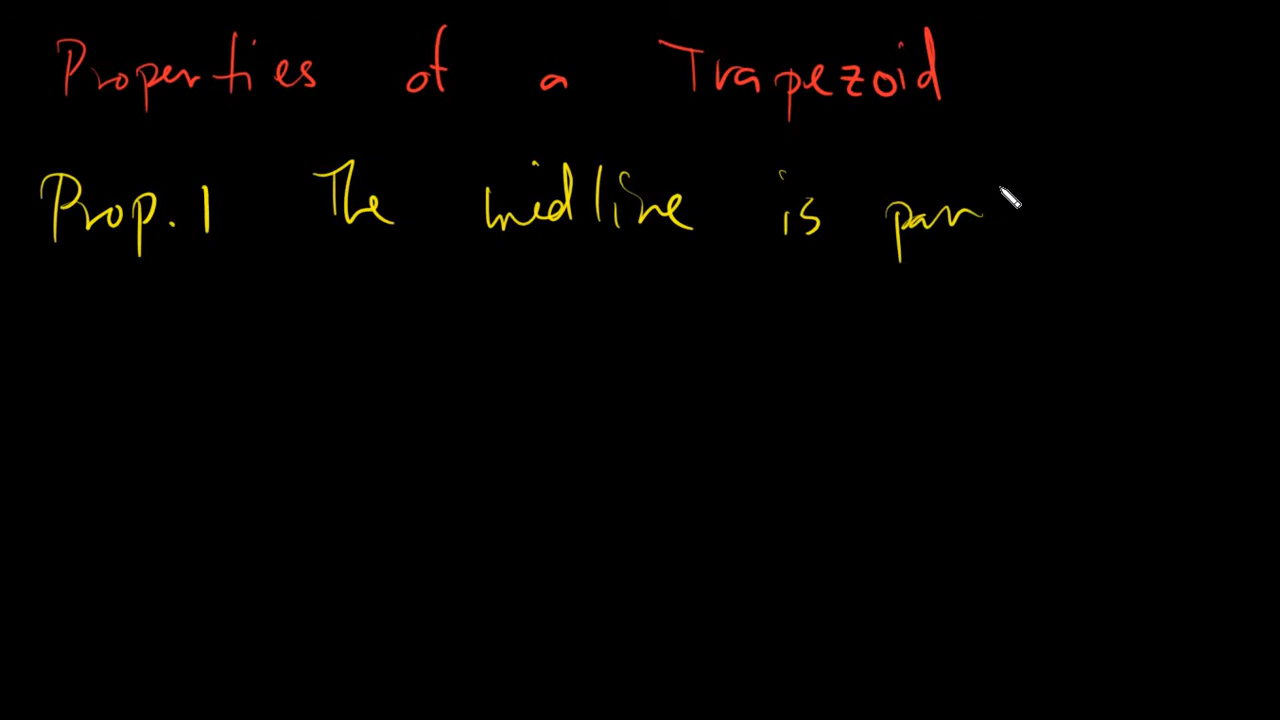 Properties of a Trapezoid
Prop. 1 The midline is par